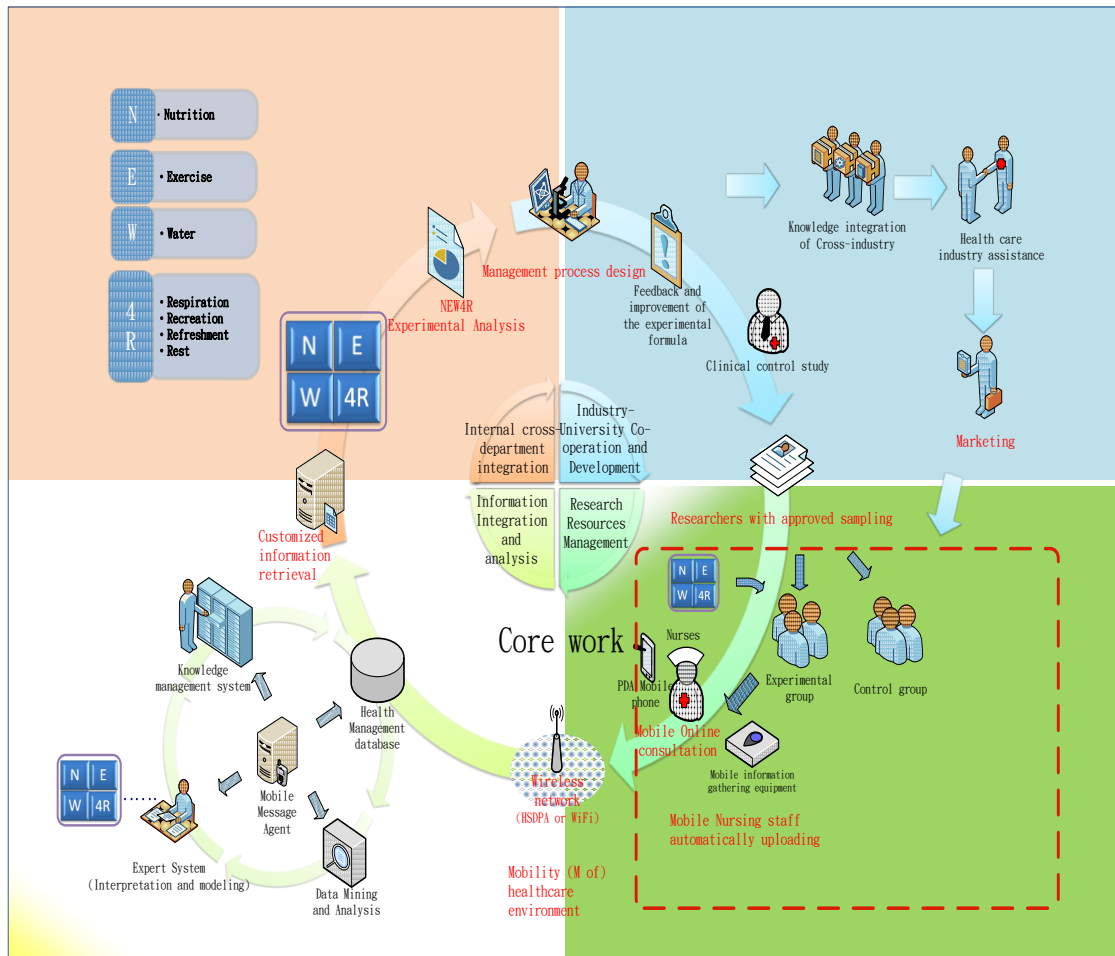 N
· Nutrition
E
· Exercise
W
· Water
4
R
· Respiration
· Recreation
· Refreshment
· Rest
NEW4R
Experimental Analysis
N E
W 4R
Customized
information
retrieval
Management process design
Feedback and
improvement of
the experimental
formula
Clinical control study
Knowledge integration
of Cross-industry
Health care
industry assistance
Marketing
Internal cross-
department
integration
Industry-
University Co-
operation and
Development
Information
Integration
and
analysis
Research
Resources
Management
Researchers with approved sampling
N E
W 4R
Nurses
PDA Mobile
phone
Experimental
group
Control group
Mobile Online
consultation
Mobile information
gathering equipment
Mobile Nursing staff
automatically uploading
Core work
Wireless
network
(HSDPA or WiFi)
Mobility (M of)
healthcare
environment
Knowledge
management system
Health
Management
database
Mobile
Message
Agent
N E
W 4R
Expert System
(Interpretation and modeling)
Data Mining
and Analysis